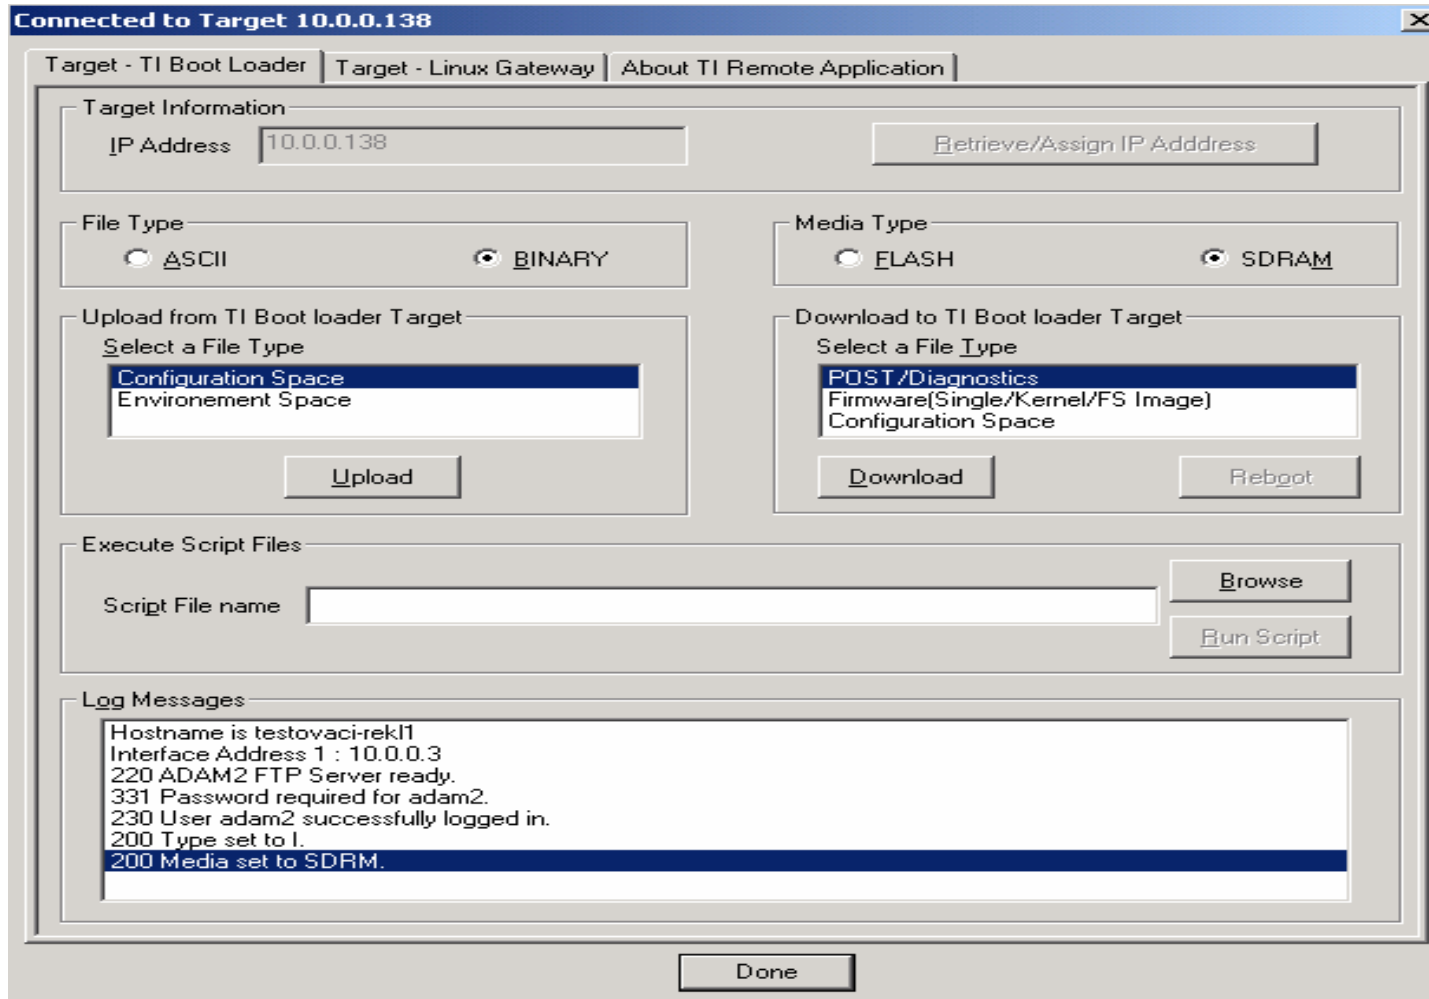 Connected to Target 10.0.0.138
Target - TI Boot Loader
Target - Linux Gateway
About TI Remote Application
Target Information
IP Address
10.0.0.138
Retrieve/Assign IP Adddress
File Type
ASCII
BINARY
Media Type
FLASH
SDRAM
Upload from TI Boot loader Target
Select a File Type
Configuration Space
Environement Space
Upload
Download to TI Boot loader Target
Select a File Type
POST/Diagnostics
Firmware(Single/Kernel/FS Image)
Configuration Space
Download
Reboot
Execute Script Files
Script File name
Browse
Run Script
Log Messages
Hostname is testovaci-rekl1
Interface Address 1 : 10.0.0.3
220 ADAM2 FTP Server ready.
331 Password required for adam2.
230 User adam2 successfully logged in.
200 Type set to I.
200 Media set to SDRM.
Done